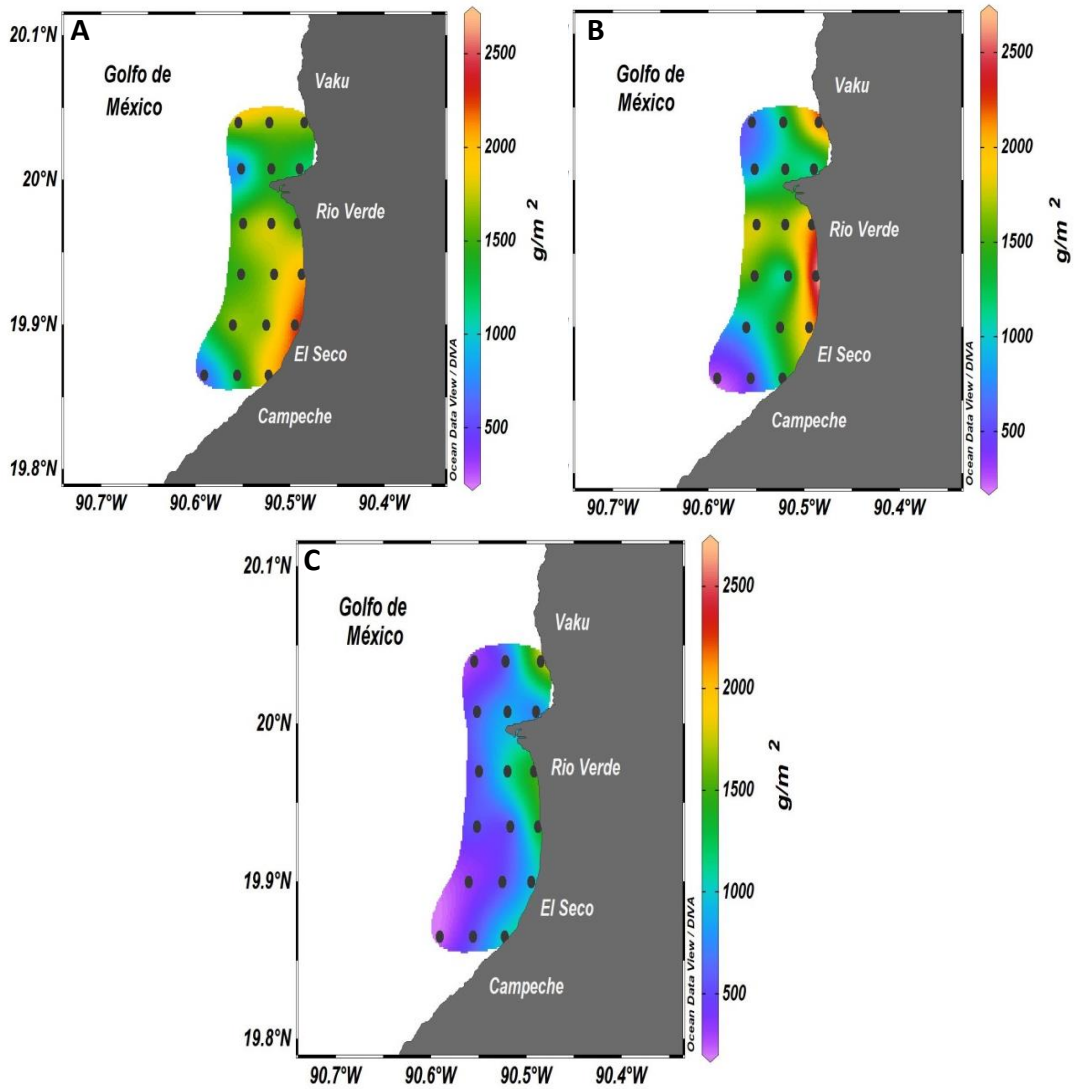 A
20.1°N
20°N
19.9°N
19.8°N
Golfo de
México
Vaku
Rio Verde
El Seco
Campeche
90.7°W
90.6°W
90.5°W
90.4°W
2500
2000
1500
1000
500
g/m 2
Ocean Data View / DIVA
B
Golfo de
México
Vaku
Rio Verde
El Seco
Campeche
90.7°W
90.6°W
90.5°W
90.4°W
2500
2000
1500
1000
500
g/m 2
Ocean Data View / DIVA
C
20.1°N
20°N
19.9°N
19.8°N
Golfo de
México
Vaku
Rio Verde
El Seco
Campeche
90.7°W
90.6°W
90.5°W
90.4°W
2500
2000
1500
1000
500
g/m 2
Ocean Data View / DIVA